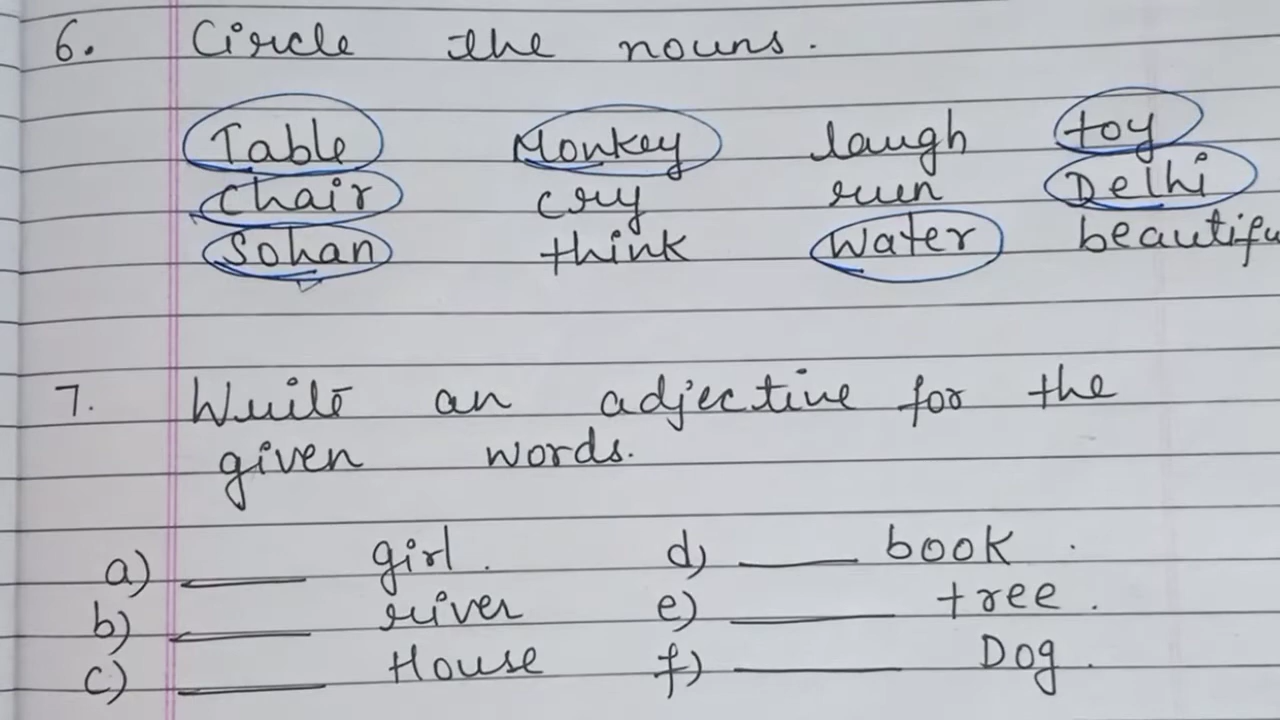 6. Circle the nouns.
Table Monkey laugh toy
Chair cry run Delhi
Sohan think Water beautifu
7. Write an adjective for the
given words.
a) ____ girl. d) ____ book.
b) ____ river e) ____ tree.
c) ____ House f) ____ Dog.